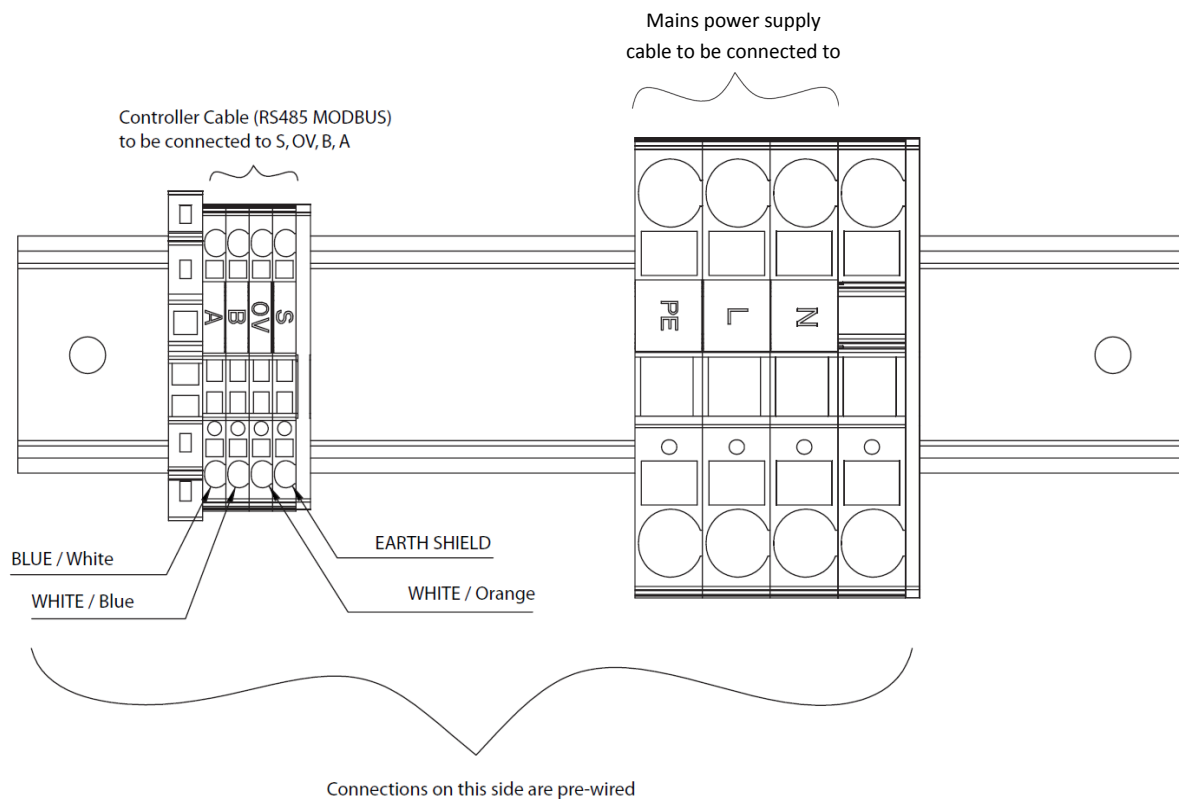 Mains power supply
cable to be connected to
Controller Cable (RS485 MODBUS)
to be connected to S, OV, B, A
A
B
OV
S
PE
L
N
BLUE / White
EARTH SHIELD
WHITE / Blue
WHITE / Orange
Connections on this side are pre-wired